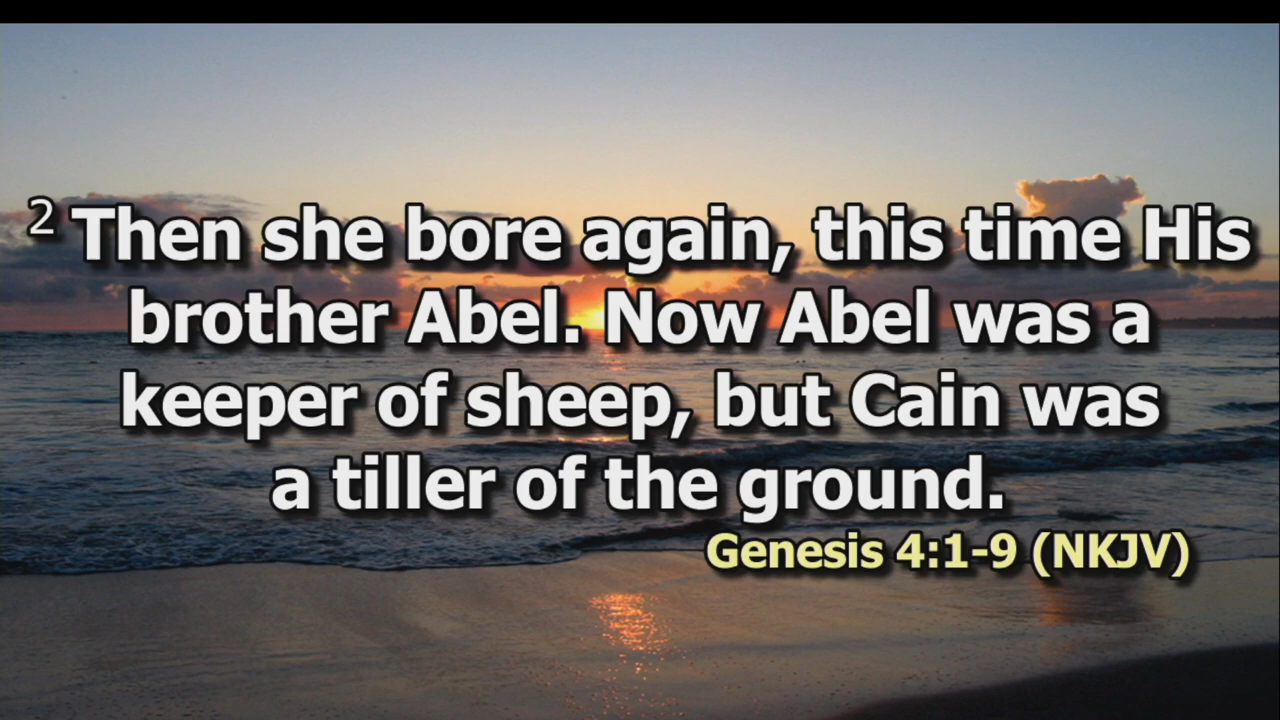 2 Then she bore again, this time His
brother Abel. Now Abel was a
keeper of sheep, but Cain was
a tiller of the ground.
Genesis 4:1-9 (NKJV)